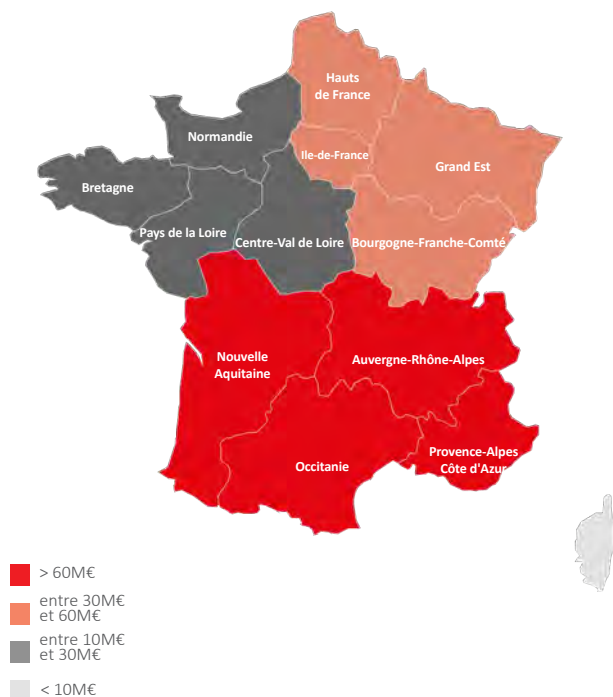 Hauts
de France
Normandie
Ile-de-France
Grand Est
Bretagne
Pays de la Loire
Centre-Val de Loire
Bourgogne-Franche-Comté
Nouvelle
Aquitaine
Auvergne-Rhône-Alpes
Provence-Alpes
Côte d'Azur
Occitanie
> 60M€
entre 30M€
et 60M€
entre 10M€
et 30M€
< 10M€